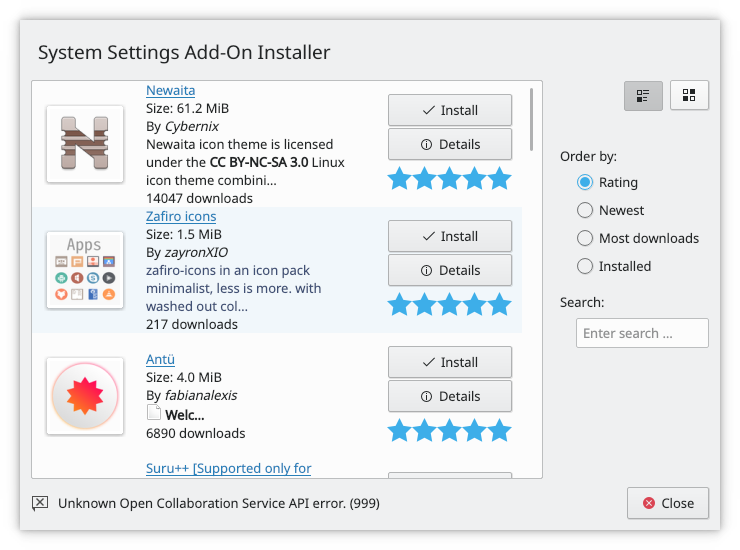 System Settings Add-On Installer
Newaita
Size: 61.2 MiB
By Cybernix
Newaita icon theme is licensed
under the CC BY-NC-SA 3.0 Linux
icon theme combini...
14047 downloads
Install
Details
Apps
Zafiro icons
Size: 1.5 MiB
By zayronXIO
zafiro-icons in an icon pack
minimalist, less is more. with
washed out col...
217 downloads
Install
Details
Antü
Size: 4.0 MiB
By fabianalexis
Welc...
6890 downloads
Install
Details
Suru++ [Supported only for
Order by:
Rating
Newest
Most downloads
Installed
Search:
Enter search ...
Unknown Open Collaboration Service API error. (999)
Close